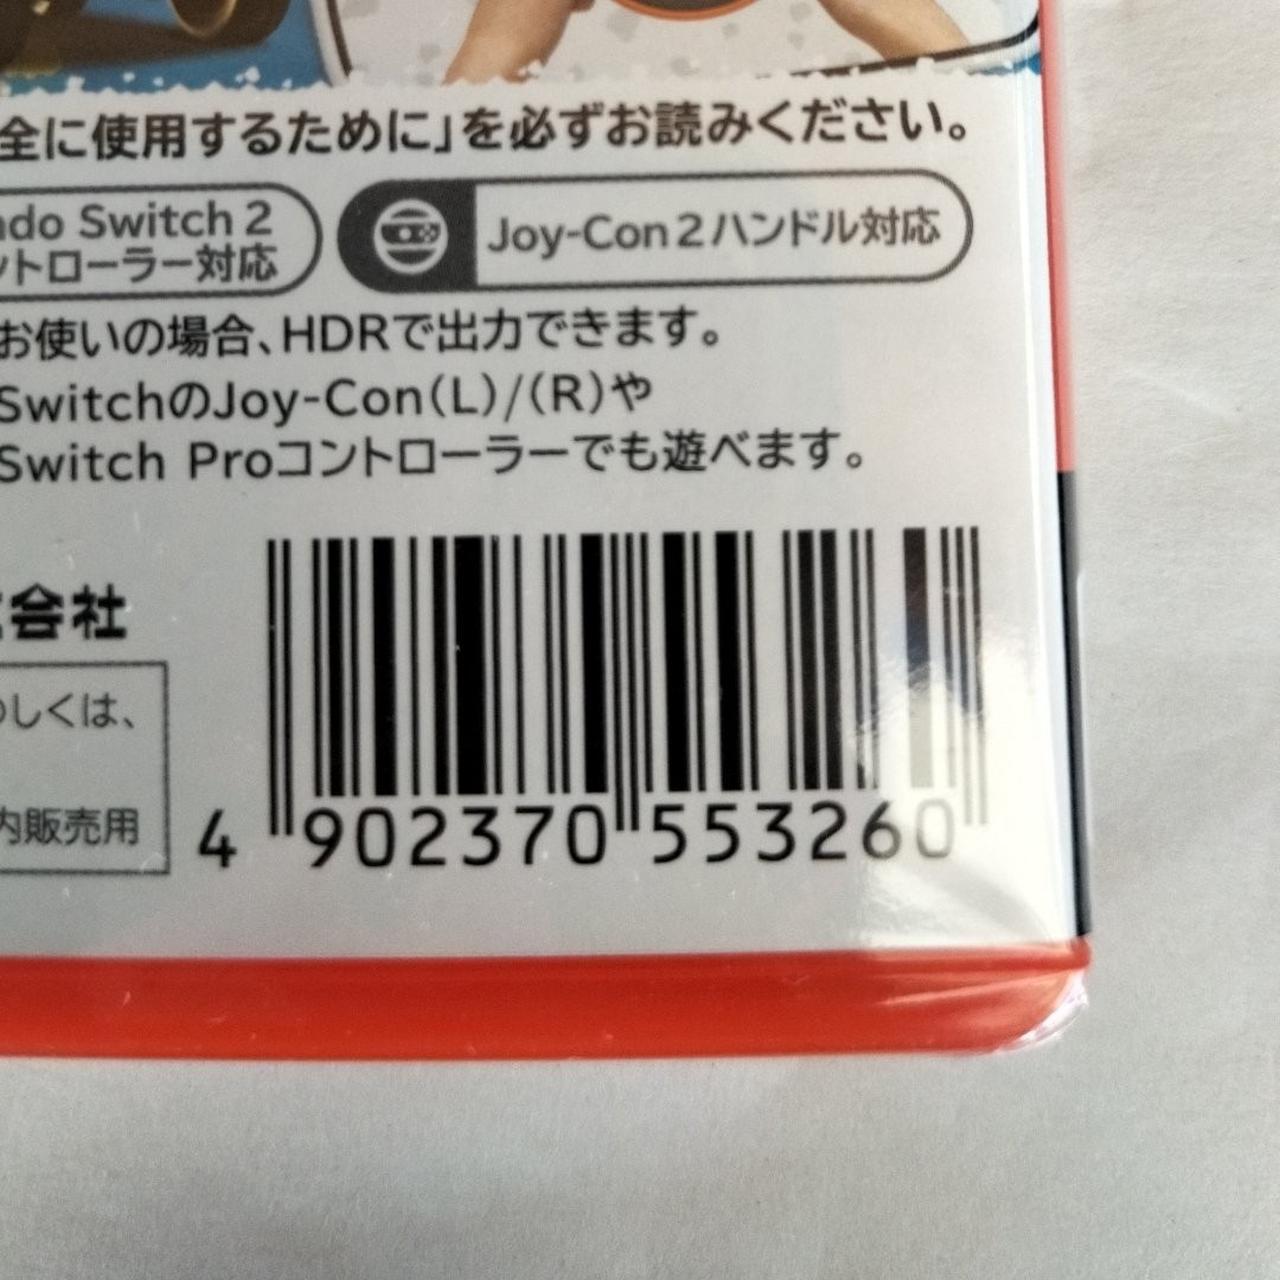 全に使用するために」を必ずお読みください。
ndo Switch 2
ントローラー対応
Joy-Con 2 ハンドル対応
お使いの場合、HDRで出力できます。
SwitchのJoy-Con(L)/(R)や
Switch Proコントローラーでも遊べます。
会社
しくは、
内販売用
4 902370 553260